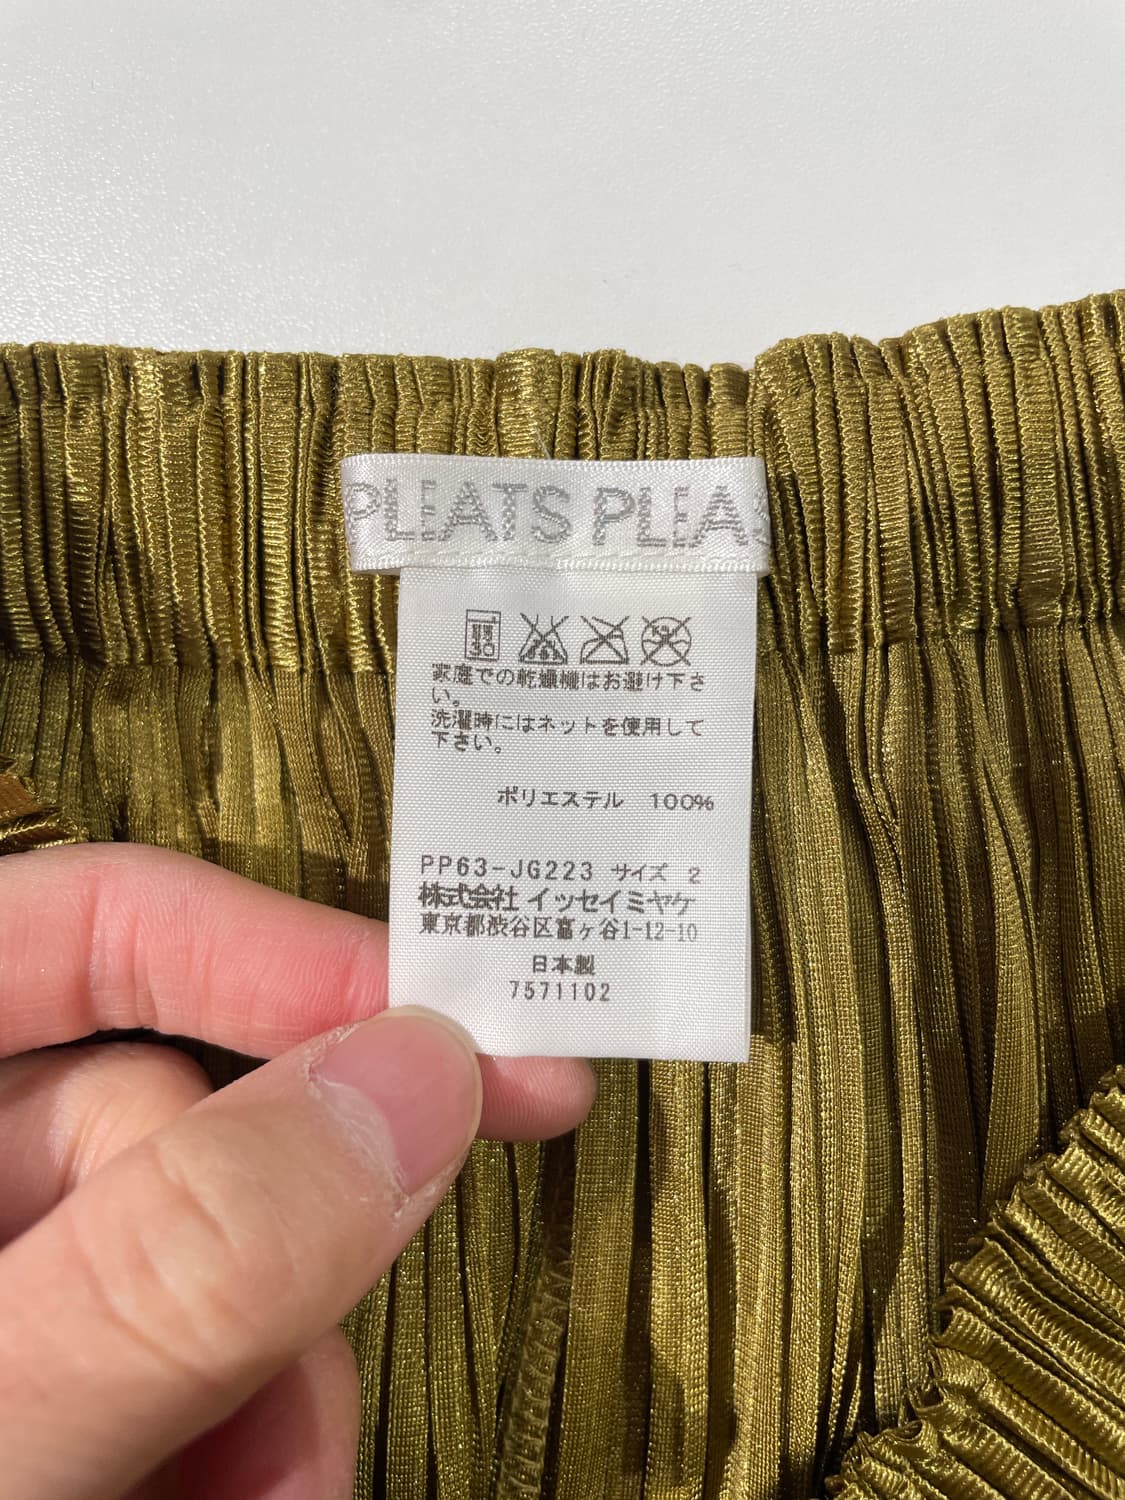 PLEATS PLEAS
30
家庭での乾燥機はお避け下さ
い。
洗濯時にはネットを使用して
下さい。
ポリエステル 100%
PP63-JG223 サイズ 2
株式会社 イッセイミヤケ
東京都渋谷区富ヶ谷1-12-10
日本製
7571102